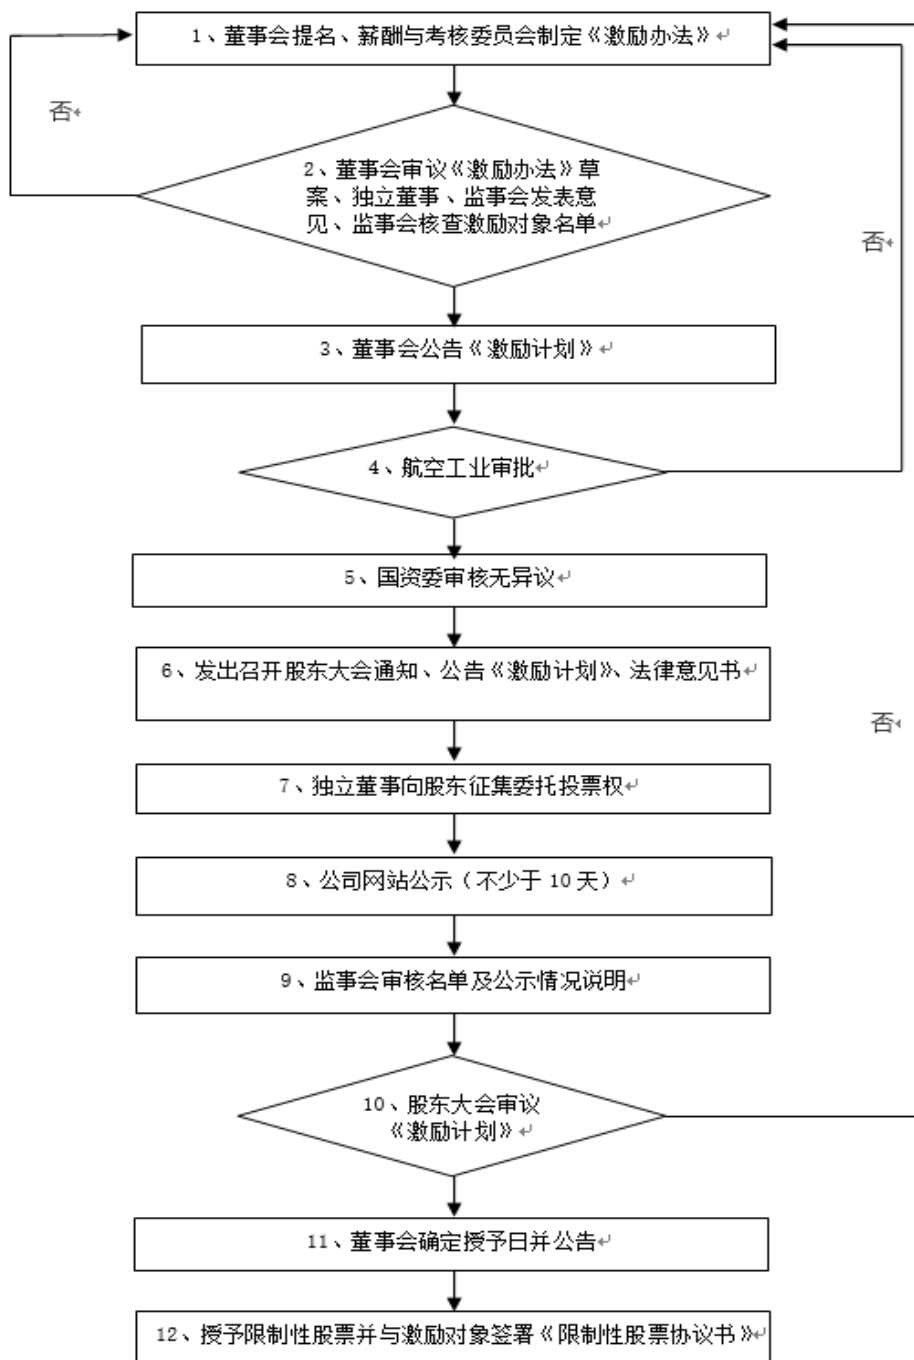 1、董事会提名、薪酬与考核委员会制定《激励办法》
否
2、董事会审议《激励办法》草
案、独立董事、监事会发表意
见、监事会核查激励对象名单
否
3、董事会公告《激励计划》
4、航空工业审批
5、国资委审核无异议
6、发出召开股东大会通知、公告《激励计划》、法律意见书
否
7、独立董事向股东征集委托投票权
8、公司网站公示（不少于 10 天）
9、监事会审核名单及公示情况说明
10、股东大会审议
《激励计划》
11、董事会确定授予日并公告
12、授予限制性股票并与激励对象签署《限制性股票协议书》